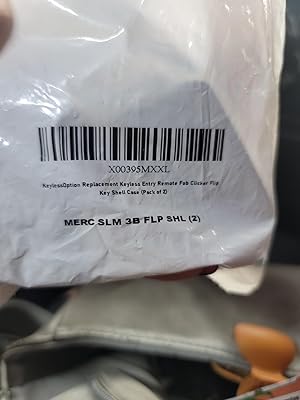 X00395MXXL
KeylessOption Replacement Keyless Entry Remote Fob Clicker Flip
Key Shell Case (Pack of 2)
MERC SLM 3B FLP SHL (2)